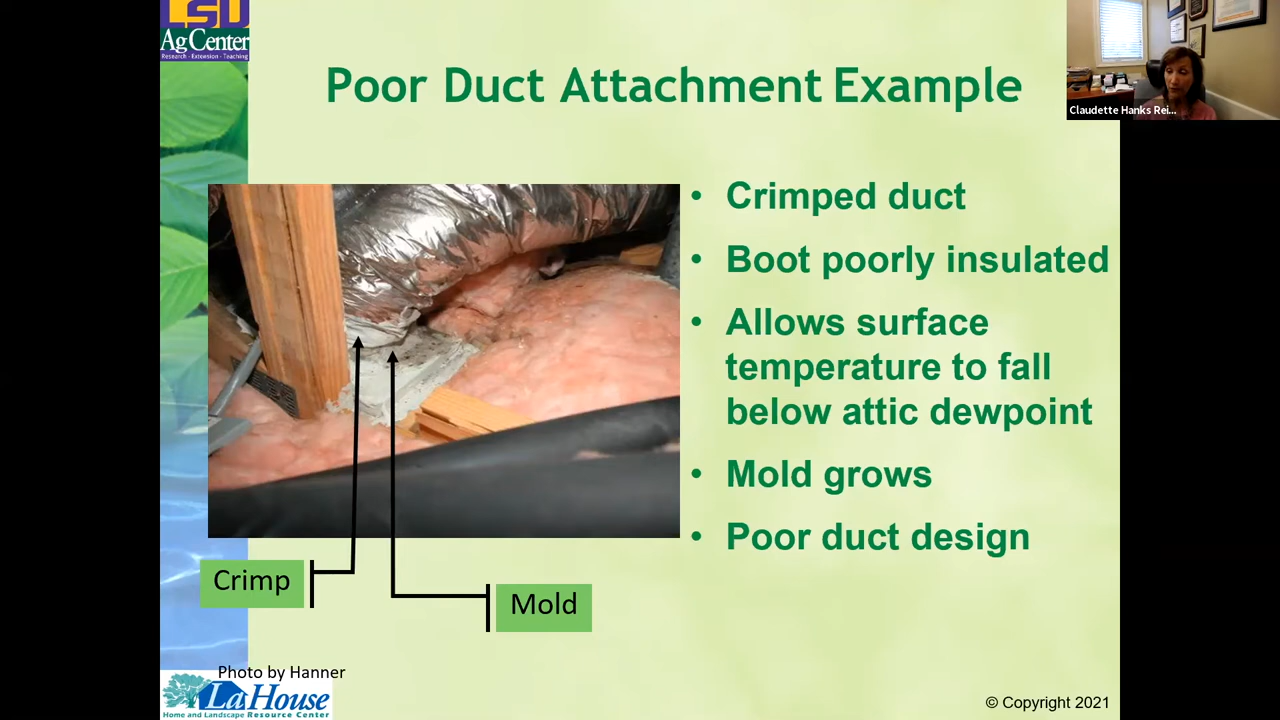 LSU
AgCenter
Research · Extension · Teaching
Claudette Hanks Rei...
Poor Duct Attachment Example
• Crimped duct
• Boot poorly insulated
• Allows surface
temperature to fall
below attic dewpoint
• Mold grows
• Poor duct design
Crimp
Mold
Photo by Hanner
LaHouse
Home and Landscape Resource Center
© Copyright 2021